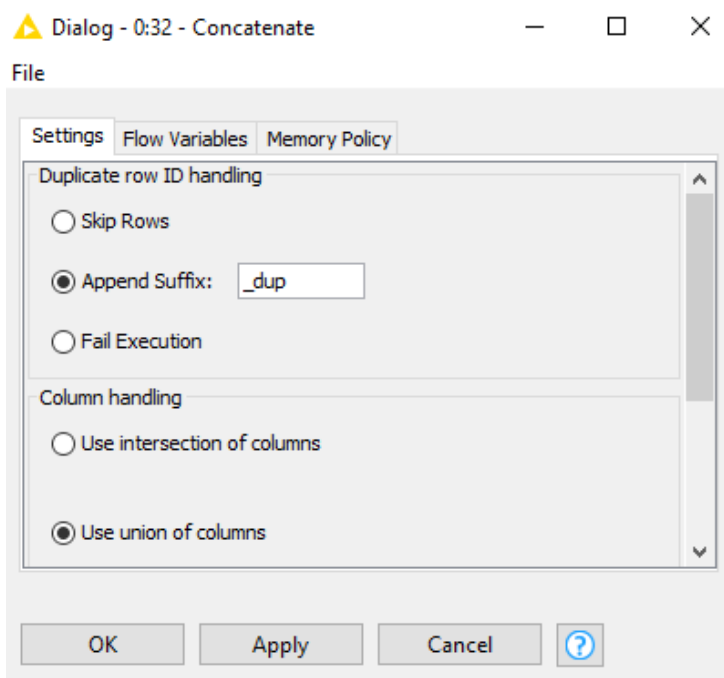 Dialog - 0:32 - Concatenate
File
Settings Flow Variables Memory Policy
Duplicate row ID handling
Skip Rows
Append Suffix: _dup
Fail Execution
Column handling
Use intersection of columns
Use union of columns
OK Apply Cancel ?